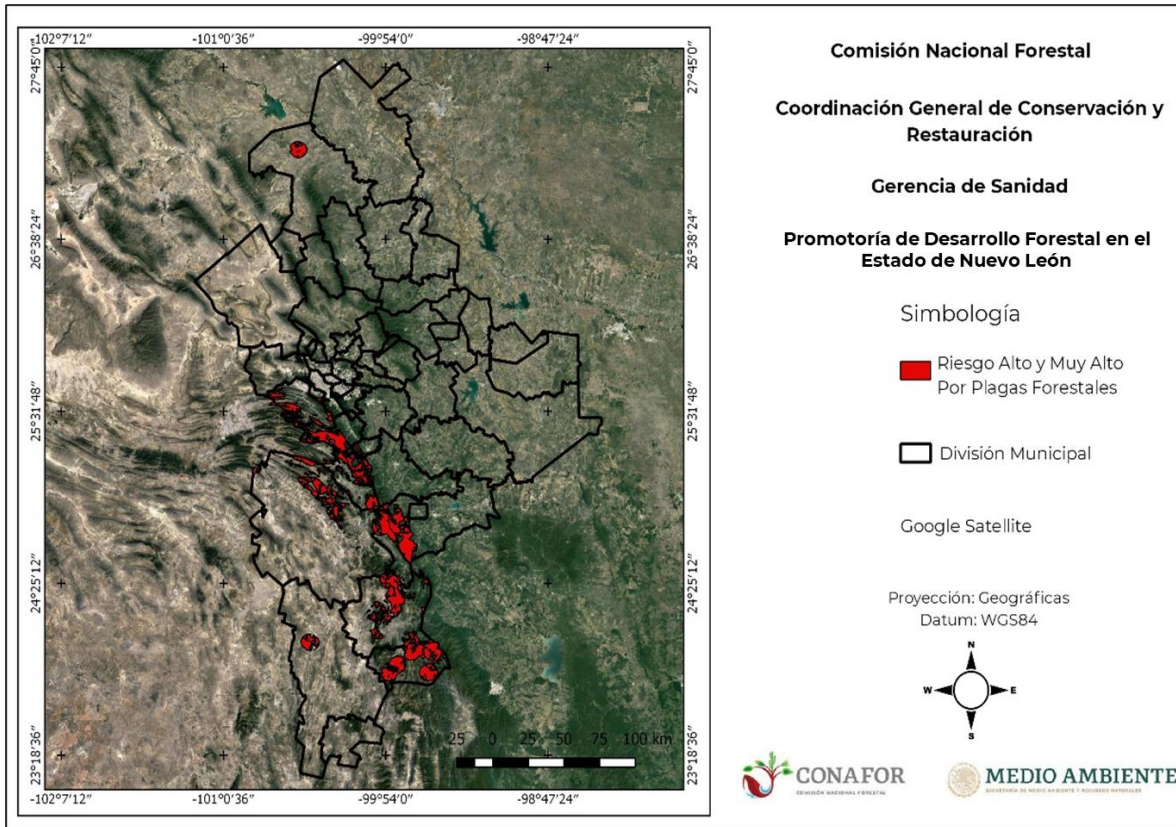 -102°7'12" -101°0'36" -99°54'0" -98°47'24"
27°45'0"
26°38'24"
25°31'48"
24°25'12"
23°18'36"
27°45'0"
26°38'24"
25°31'48"
24°25'12"
23°18'36"
25 0 25 50 75 100 km
-102°7'12" -101°0'36" -99°54'0" -98°47'24"
Comisión Nacional Forestal
Coordinación General de Conservación y
Restauración
Gerencia de Sanidad
Promotoría de Desarrollo Forestal en el
Estado de Nuevo León
Simbología
Riesgo Alto y Muy Alto
Por Plagas Forestales
División Municipal
Google Satellite
Proyección: Geográficas
Datum: WGS84
N
W E
S
CONAFOR
COMISIÓN NACIONAL FORESTAL
MEDIO AMBIENTE
SECRETARÍA DE MEDIO AMBIENTE Y RECURSOS NATURALES